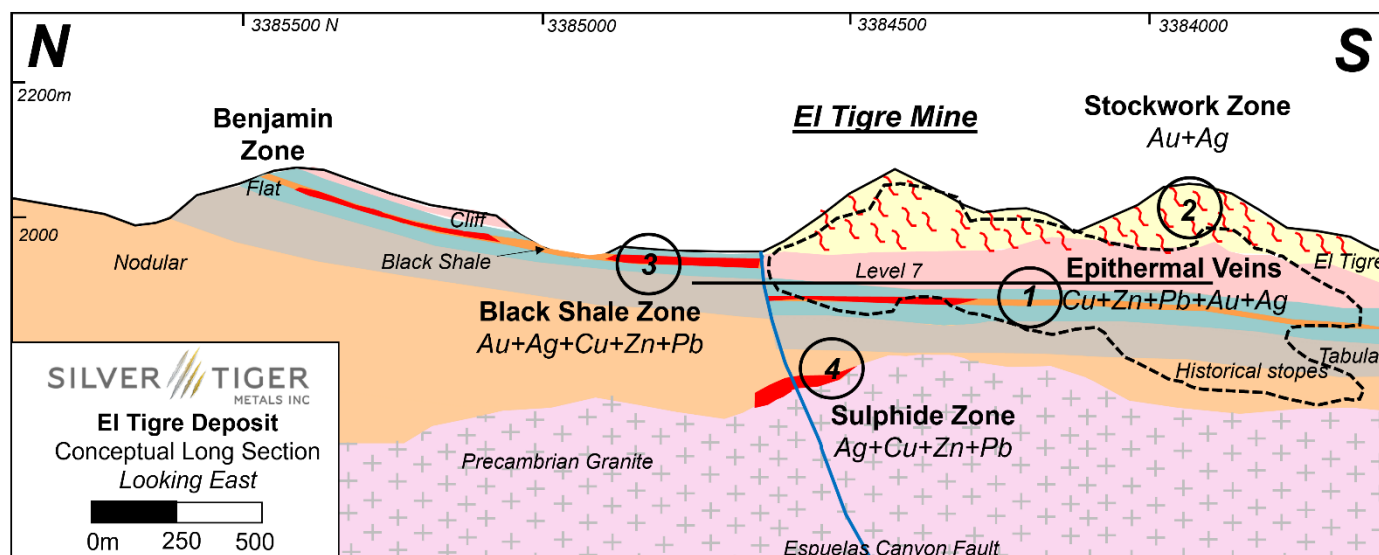 3385500 N
3385000
3384500
3384000
N
S
2200m
2000
Benjamin
Zone
El Tigre Mine
Stockwork Zone
Au+Ag
Flat
Cliff
Nodular
Black Shale
3
2
Level 7
El Tigre
Epithermal Veins
Cu+Zn+Pb+Au+Ag
1
Black Shale Zone
Au+Ag+Cu+Zn+Pb
4
Tabula
Historical stopes
Sulphide Zone
Ag+Cu+Zn+Pb
Precambrian Granite
Espuelas Canyon Fault
SILVER TIGER
METALS INC
El Tigre Deposit
Conceptual Long Section
Looking East
0m 250 500